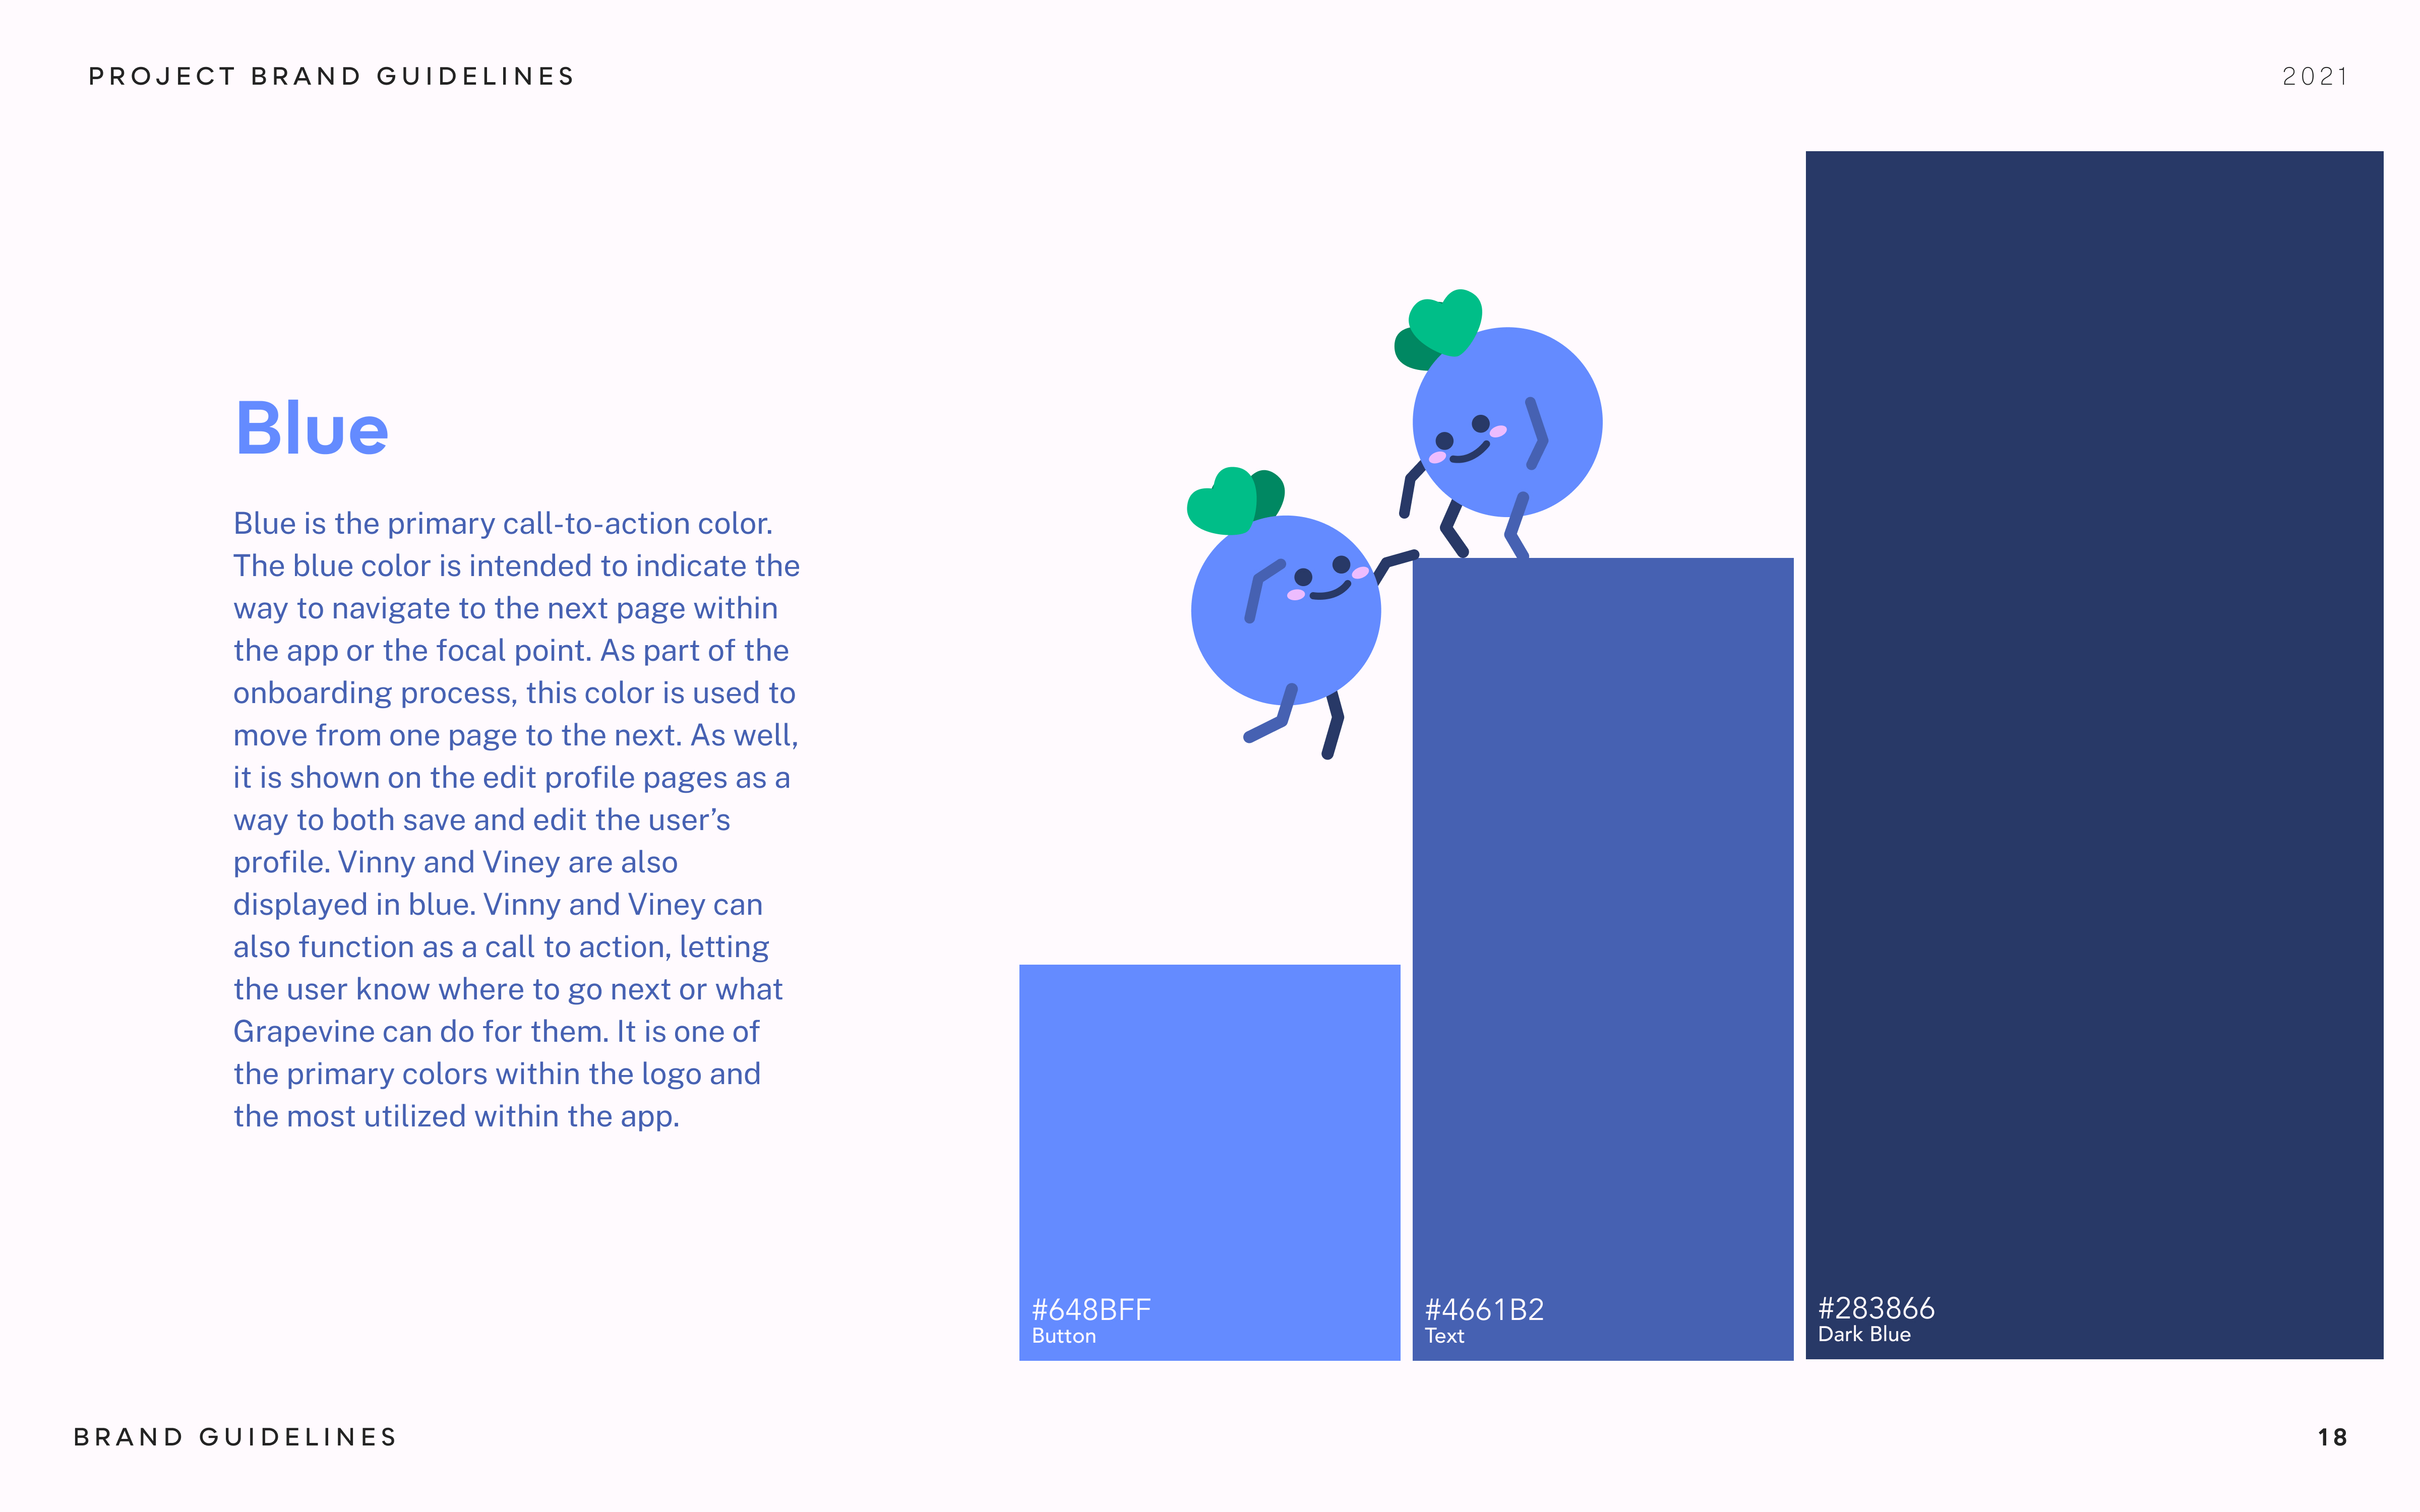 PROJECT BRAND GUIDELINES
2021
Blue
Blue is the primary call-to-action color.
The blue color is intended to indicate the
way to navigate to the next page within
the app or the focal point. As part of the
onboarding process, this color is used to
move from one page to the next. As well,
it is shown on the edit profile pages as a
way to both save and edit the user’s
profile. Vinny and Viney are also
displayed in blue. Vinny and Viney can
also function as a call to action, letting
the user know where to go next or what
Grapevine can do for them. It is one of
the primary colors within the logo and
the most utilized within the app.
#648BFF
Button
#4661B2
Text
#283866
Dark Blue
BRAND GUIDELINES
18